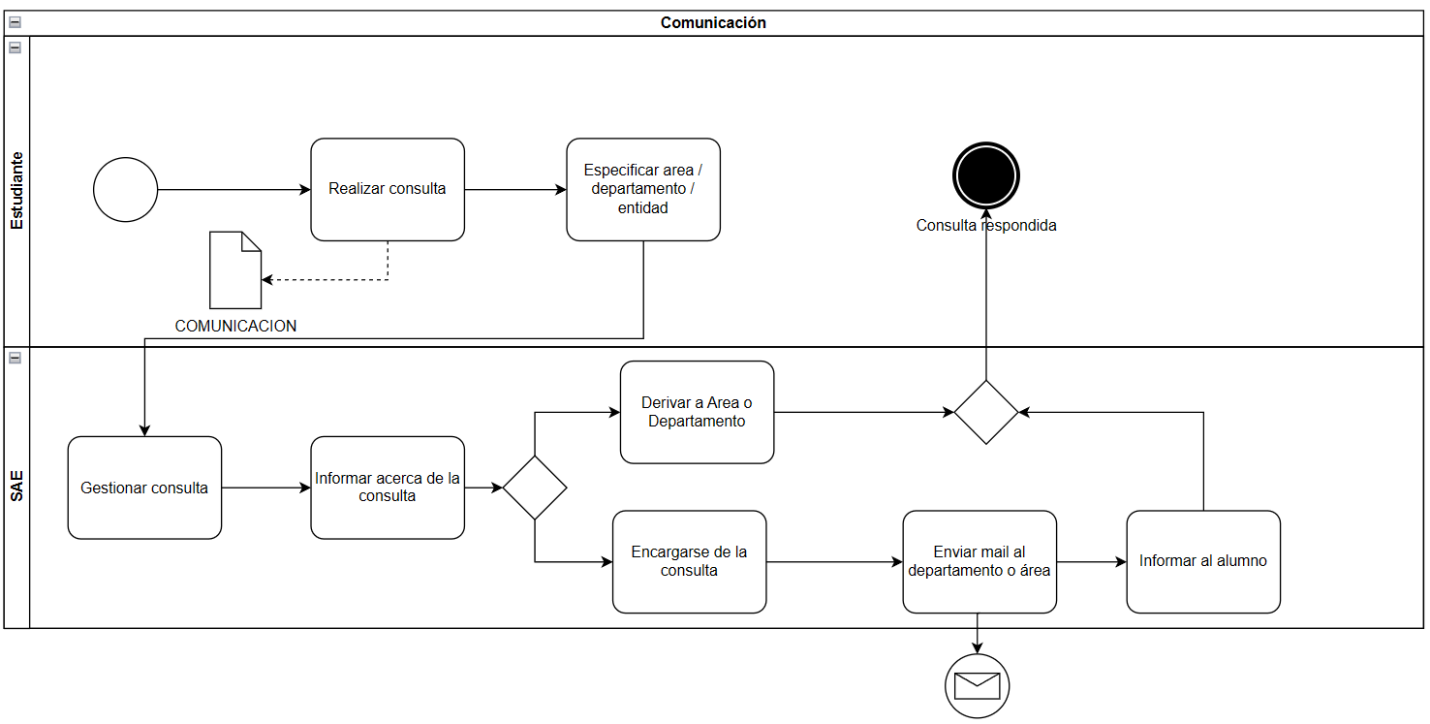 Comunicación
Estudiante
Realizar consulta
Especificar area /
departamento /
entidad
Consulta respondida
COMUNICACION
SAE
Gestionar consulta
Informar acerca de la
consulta
Derivar a Area o
Departamento
Encargarse de la
consulta
Enviar mail al
departamento o área
Informar al alumno